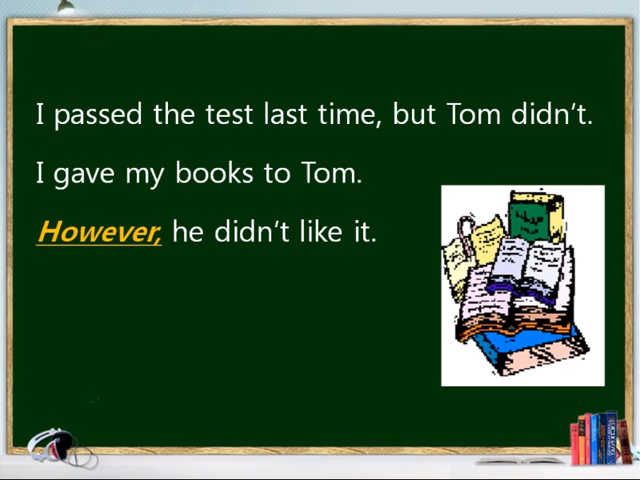 I passed the test last time, but Tom didn't.
I gave my books to Tom.
However, he didn't like it.